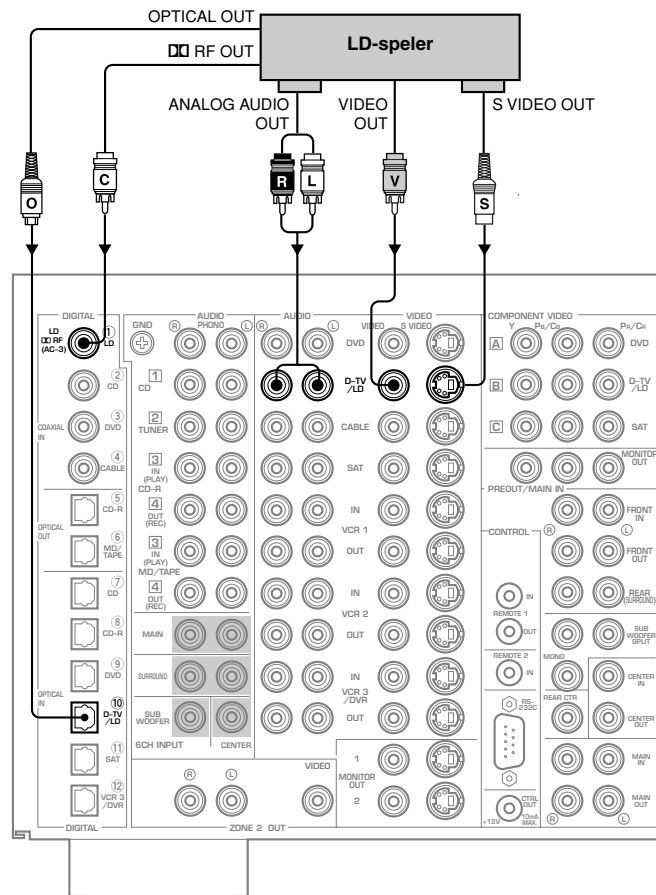 OPTICAL OUT
RF OUT
LD-speler
ANALOG AUDIO
OUT
VIDEO
OUT
S VIDEO OUT
O
C
R
L
V
S
DIGITAL
LD
RF
(AC-3)
① LD
② CD
COAXIAL
IN
③ DVD
④ CABLE
OPTICAL
OUT
⑤ CD-R
⑥ MD/
TAPE
⑦ CD
⑧ CD-R
⑨ DVD
OPTICAL
IN
⑩ D-TV
/LD
⑪ SAT
⑫ VCR 3
/DVR
DIGITAL
GND
AUDIO
Ⓡ PHONO Ⓛ
1
CD
2
TUNER
3
IN
(PLAY)
CD-R
4
OUT
(REC)
3
IN
(PLAY)
MD/TAPE
4
OUT
(REC)
MAIN
SURROUND
SUB
WOOFER
6CH INPUT
CENTER
AUDIO
Ⓡ Ⓛ
VIDEO
VIDEO S VIDEO
DVD
D-TV
/LD
CABLE
SAT
IN
VCR 1
OUT
IN
VCR 2
OUT
IN
VCR 3
/DVR
OUT
1
MONITOR
OUT
2
Ⓡ Ⓛ
VIDEO
ZONE 2 OUT
COMPONENT VIDEO
Y PB/CB PR/CR
A DVD
B D-TV
/LD
C SAT
MONITOR
OUT
PREOUT/MAIN IN
FRONT
IN
Ⓡ Ⓛ
FRONT
OUT
REAR
(SURROUND)
SUB
WOOFER
SPLIT
MONO
CENTER
IN
REAR CTR
CENTER
OUT
MAIN
IN
MAIN
OUT
Ⓡ Ⓛ
CONTROL
IN
REMOTE 1
OUT
REMOTE 2
IN
RS-
232C
CTRL
OUT
+12V
10mA
MAX.